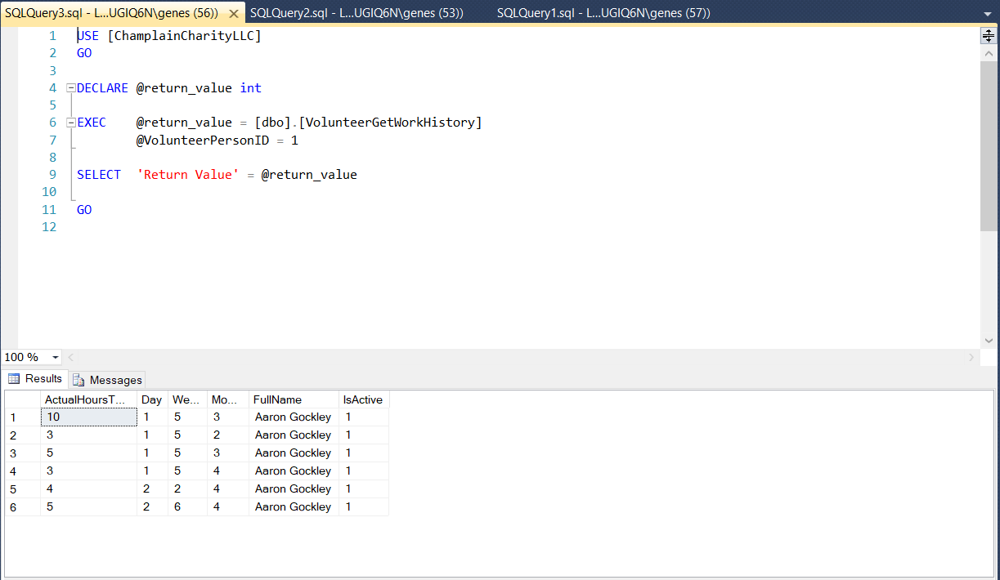 SQLQuery3.sql - L...UGIQ6N\genes (56)) SQLQuery2.sql - L...UGIQ6N\genes (53)) SQLQuery1.sql - L...UGIQ6N\genes (57))
1 USE [ChamplainCharityLLC]
2 GO
3
4 DECLARE @return_value int
5
6 EXEC @return_value = [dbo].[VolunteerGetWorkHistory]
7 @VolunteerPersonID = 1
8
9 SELECT 'Return Value' = @return_value
10
11 GO
12
100 %
Results Messages
ActualHoursT... Day We... Mo... FullName IsActive
1 10 1 5 3 Aaron Gockley 1
2 3 1 5 2 Aaron Gockley 1
3 5 1 5 3 Aaron Gockley 1
4 3 1 5 4 Aaron Gockley 1
5 4 2 2 4 Aaron Gockley 1
6 5 2 6 4 Aaron Gockley 1